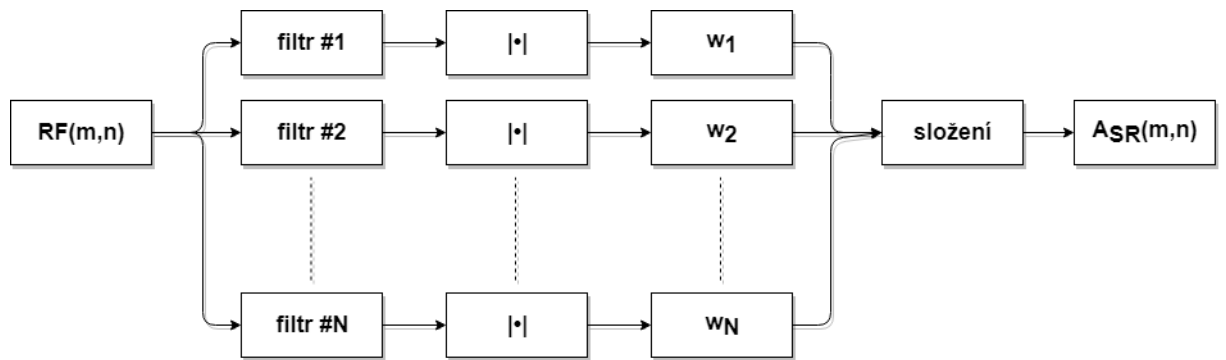 filtr #1
|•|
w1
RF(m,n)
filtr #2
|•|
w2
složení
ASR(m,n)
filtr #N
|•|
wN